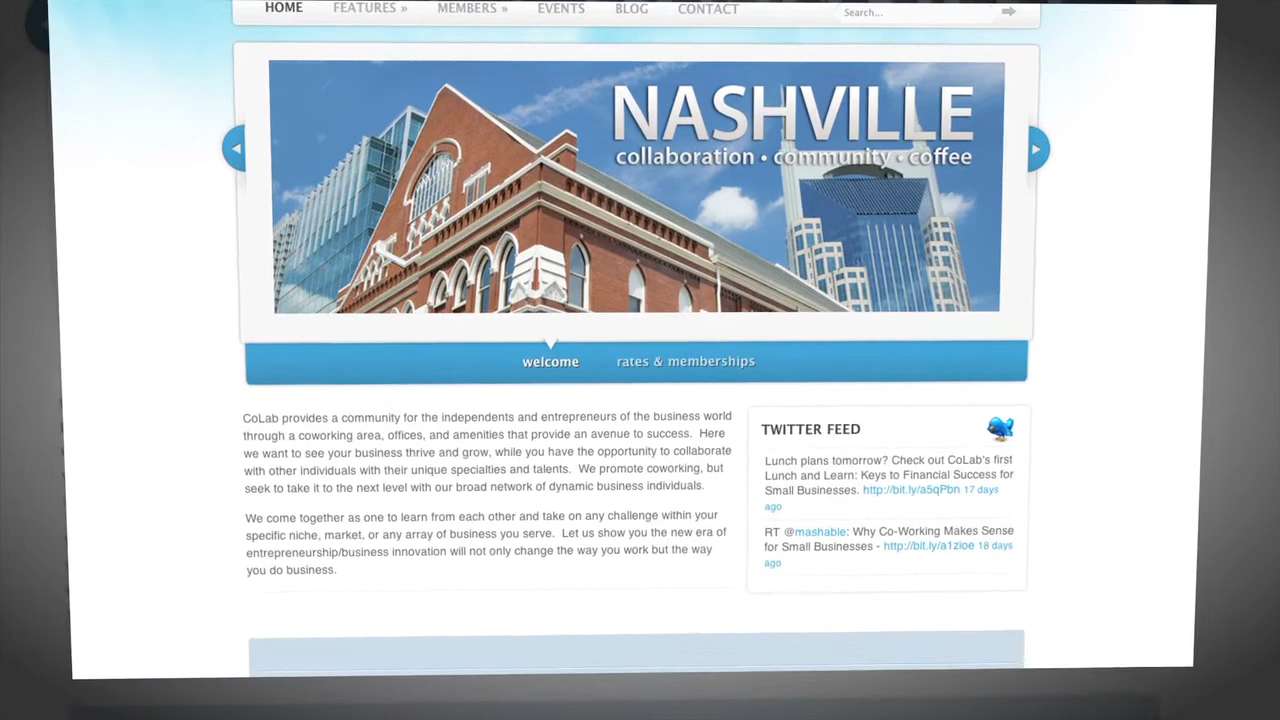 HOME FEATURES » MEMBERS » EVENTS BLOG CONTACT Search...
NASHVILLE
collaboration • community • coffee
welcome rates & memberships
CoLab provides a community for the independents and entrepreneurs of the business world
through a coworking area, offices, and amenities that provide an avenue to success. Here
we want to see your business thrive and grow, while you have the opportunity to collaborate
with other individuals with their unique specialties and talents. We promote coworking, but
seek to take it to the next level with our broad network of dynamic business individuals.
We come together as one to learn from each other and take on any challenge within your
specific niche, market, or any array of business you serve. Let us show you the new era of
entrepreneurship/business innovation will not only change the way you work but the way
you do business.
TWITTER FEED
Lunch plans tomorrow? Check out CoLab's first
Lunch and Learn: Keys to Financial Success for
Small Businesses. http://bit.ly/a5qPbn 17 days
ago
RT @mashable: Why Co-Working Makes Sense
for Small Businesses - http://bit.ly/a1zioe 18 days
ago